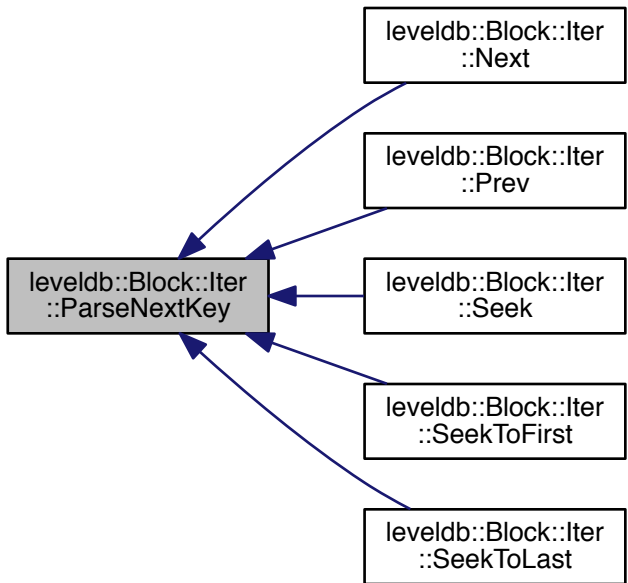 leveldb::Block::Iter
::Next
leveldb::Block::Iter
::Prev
leveldb::Block::Iter
::ParseNextKey
leveldb::Block::Iter
::Seek
leveldb::Block::Iter
::SeekToFirst
leveldb::Block::Iter
::SeekToLast